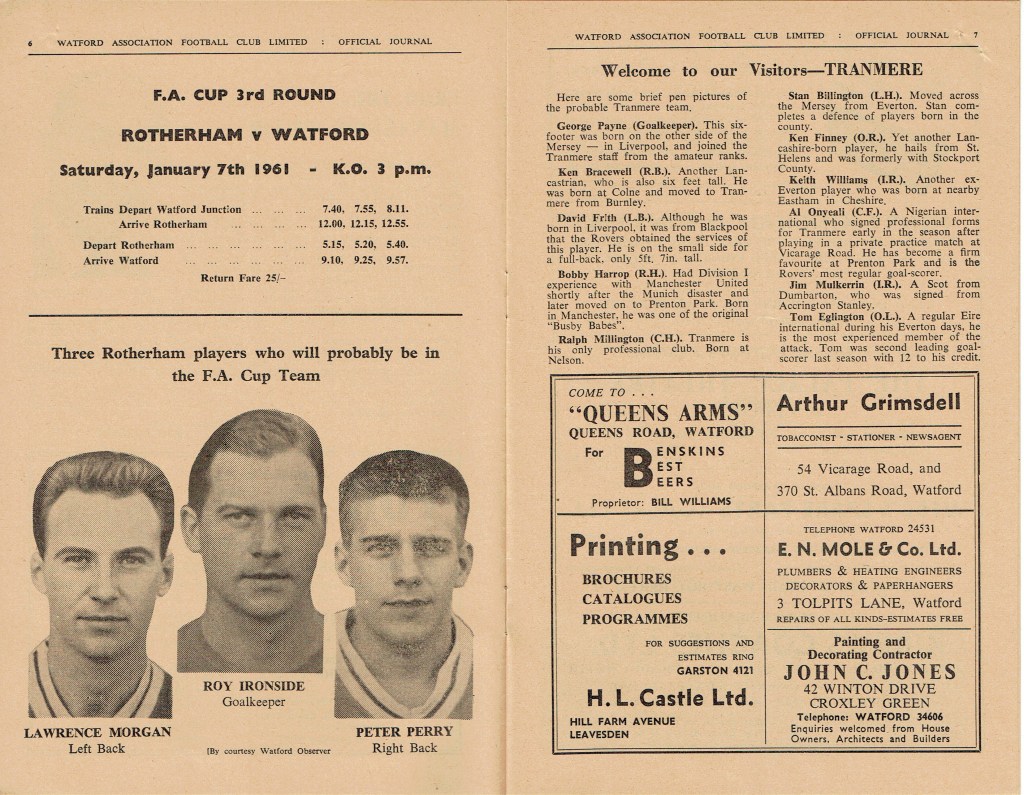 6 WATFORD ASSOCIATION FOOTBALL CLUB LIMITED : OFFICIAL JOURNAL
F.A. CUP 3rd ROUND
ROTHERHAM v WATFORD
Saturday, January 7th 1961 - K.O. 3 p.m.
Trains Depart Watford Junction ... ... ... 7.40, 7.55, 8.11.
Arrive Rotherham ... ... ... 12.00, 12.15, 12.55.
Depart Rotherham ... ... ... ... 5.15, 5.20, 5.40.
Arrive Watford ... ... ... ... 9.10, 9.25, 9.57.
Return Fare 25/-
Three Rotherham players who will probably be in
the F.A. Cup Team
ROY IRONSIDE
Goalkeeper
LAWRENCE MORGAN
Left Back
PETER PERRY
Right Back
[By courtesy Watford Observer
WATFORD ASSOCIATION FOOTBALL CLUB LIMITED : OFFICIAL JOURNAL 7
Welcome to our Visitors—TRANMERE
Here are some brief pen pictures of
the probable Tranmere team.
George Payne (Goalkeeper). This six-
footer was born on the other side of the
Mersey — in Liverpool, and joined the
Tranmere staff from the amateur ranks.
Ken Bracewell (R.B.). Another Lan-
castrian, who is also six feet tall. He
was born at Colne and moved to Tran-
mere from Burnley.
David Frith (L.B.). Although he was
born in Liverpool, it was from Blackpool
that the Rovers obtained the services of
this player. He is on the small side for
a full-back, only 5ft. 7in. tall.
Bobby Harrop (R.H.). Had Division I
experience with Manchester United
shortly after the Munich disaster and
later moved on to Prenton Park. Born
in Manchester, he was one of the original
"Busby Babes".
Ralph Millington (C.H.). Tranmere is
his only professional club. Born at
Nelson.
Stan Billington (L.H.). Moved across
the Mersey from Everton. Stan com-
pletes a defence of players born in the
county.
Ken Finney (O.R.). Yet another Lan-
cashire-born player, he hails from St.
Helens and was formerly with Stockport
County.
Keith Williams (I.R.). Another ex-
Everton player who was born at nearby
Eastham in Cheshire.
Al Onyeali (C.F.). A Nigerian inter-
national who signed professional forms
for Tranmere early in the season after
playing in a private practice match at
Vicarage Road. He has become a firm
favourite at Prenton Park and is the
Rovers' most regular goal-scorer.
Jim Mulkerrin (I.R.). A Scot from
Dumbarton, who was signed from
Accrington Stanley.
Tom Eglington (O.L.). A regular Eire
international during his Everton days, he
is the most experienced member of the
attack. Tom was second leading goal-
scorer last season with 12 to his credit.
COME TO . . .
"QUEENS ARMS"
QUEENS ROAD, WATFORD
For BENSKINS
BEST
BEERS
Proprietor: BILL WILLIAMS
Arthur Grimsdell
TOBACCONIST - STATIONER - NEWSAGENT
54 Vicarage Road, and
370 St. Albans Road, Watford
Printing . . .
BROCHURES
CATALOGUES
PROGRAMMES
FOR SUGGESTIONS AND
ESTIMATES RING
GARSTON 4121
H. L. Castle Ltd.
HILL FARM AVENUE
LEAVESDEN
TELEPHONE WATFORD 24531
E. N. MOLE & Co. Ltd.
PLUMBERS & HEATING ENGINEERS
DECORATORS & PAPERHANGERS
3 TOLPITS LANE, Watford
REPAIRS OF ALL KINDS-ESTIMATES FREE
Painting and
Decorating Contractor
JOHN C. JONES
42 WINTON DRIVE
CROXLEY GREEN
Telephone: WATFORD 34606
Enquiries welcomed from House
Owners, Architects and Builders